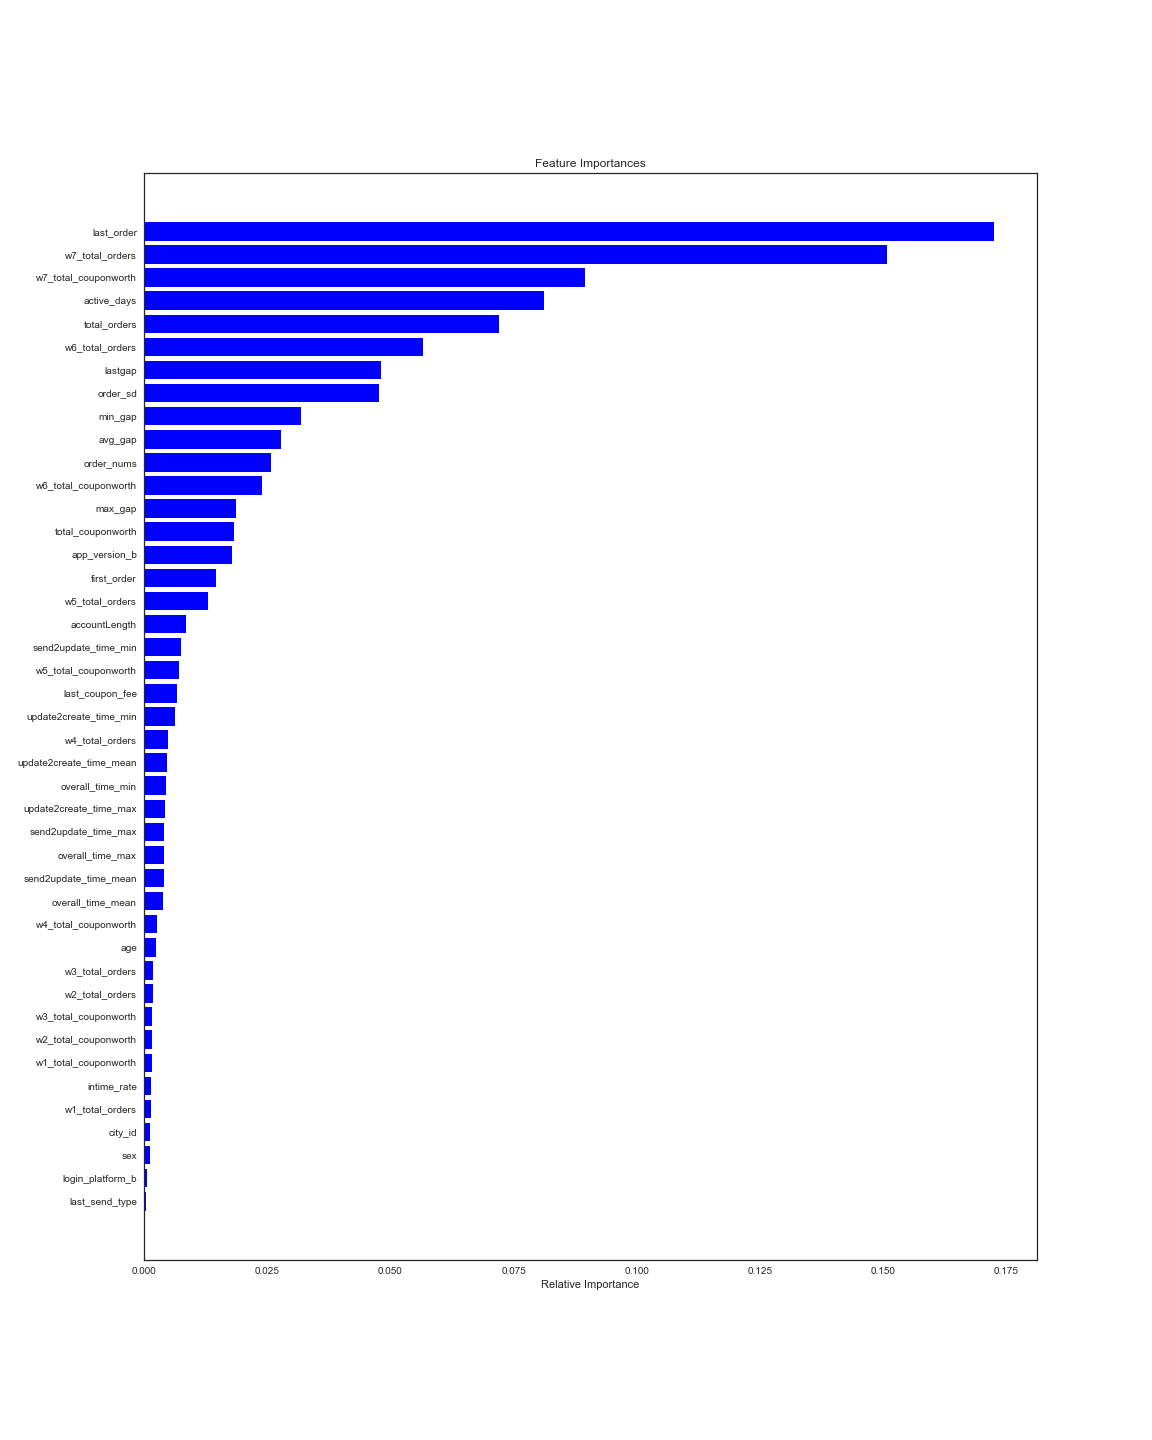 Feature Importances
last_order
w7_total_orders
w7_total_couponworth
active_days
total_orders
w6_total_orders
lastgap
order_sd
min_gap
avg_gap
order_nums
w6_total_couponworth
max_gap
total_couponworth
app_version_b
first_order
w5_total_orders
accountLength
send2update_time_min
w5_total_couponworth
last_coupon_fee
update2create_time_min
w4_total_orders
update2create_time_mean
overall_time_min
update2create_time_max
send2update_time_max
overall_time_max
send2update_time_mean
overall_time_mean
w4_total_couponworth
age
w3_total_orders
w2_total_orders
w3_total_couponworth
w2_total_couponworth
w1_total_couponworth
intime_rate
w1_total_orders
city_id
sex
login_platform_b
last_send_type
0.000 0.025 0.050 0.075 0.100 0.125 0.150 0.175
Relative Importance